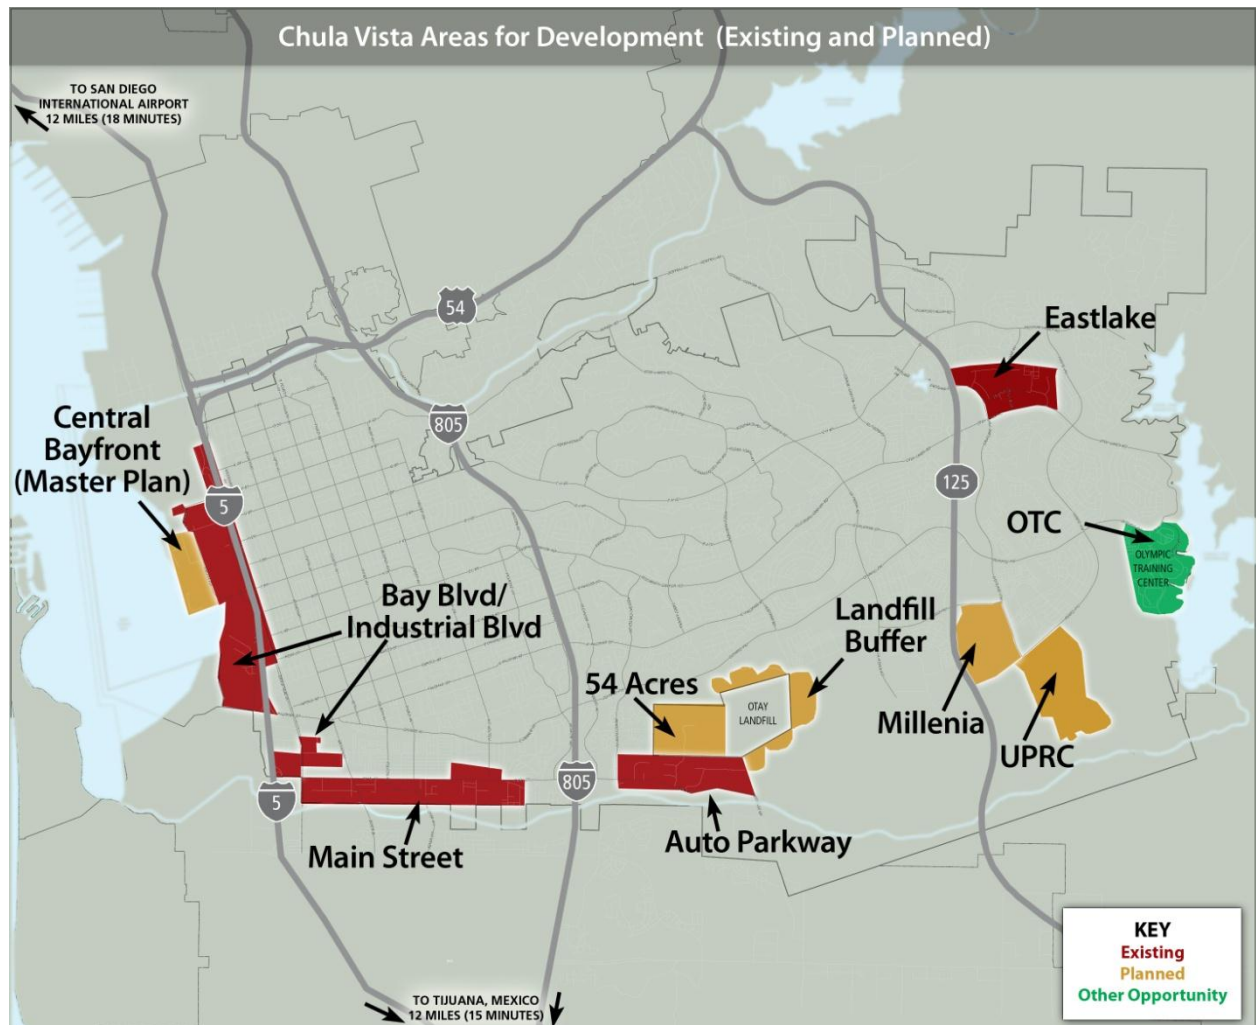 Chula Vista Areas for Development (Existing and Planned)
TO SAN DIEGO
INTERNATIONAL AIRPORT
12 MILES (18 MINUTES)
54
Eastlake
Central
Bayfront
(Master Plan)
805
5
125
OTC
OLYMPIC
TRAINING
CENTER
Bay Blvd/
Industrial Blvd
Landfill
Buffer
54 Acres
OTAY
LANDFILL
Millenia
UPRC
805
5
Main Street
Auto Parkway
KEY
Existing
Planned
Other Opportunity
TO TIJUANA, MEXICO
12 MILES (15 MINUTES)